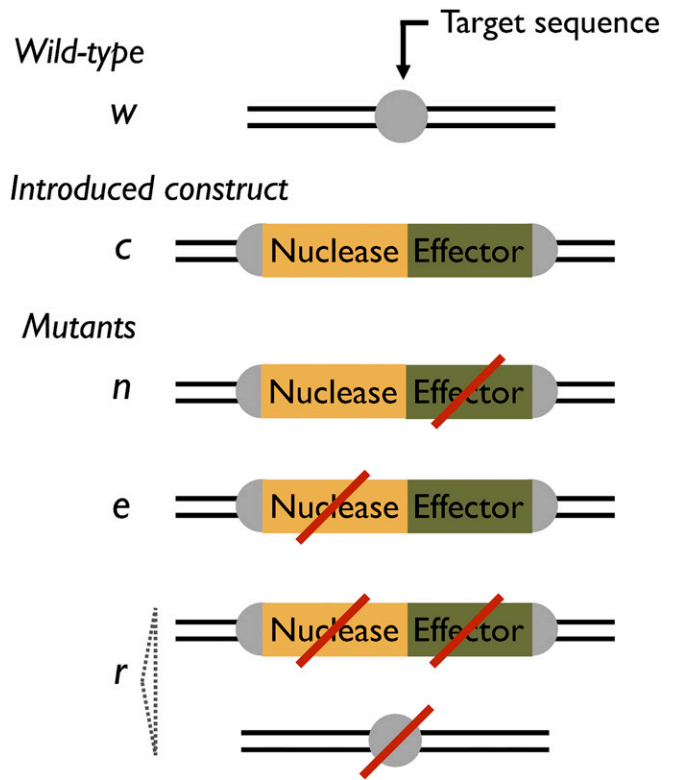 Target sequence
Wild-type
w
Introduced construct
c
Nuclease Effector
Mutants
n
Nuclease Effector
e
Nuclease Effector
r
Nuclease Effector